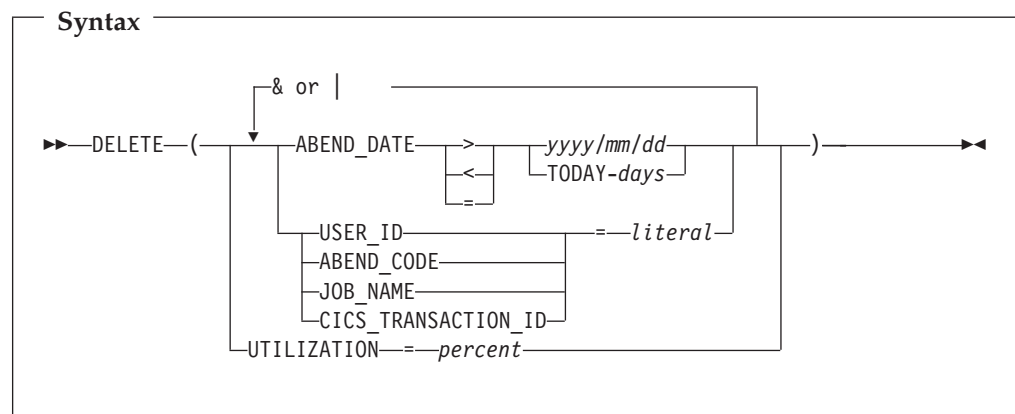 Syntax
& or |
DELETE ( ABEND_DATE > yyyy/mm/dd )
< TODAY-days
=
USER_ID = literal
ABEND_CODE
JOB_NAME
CICS_TRANSACTION_ID
UTILIZATION = percent